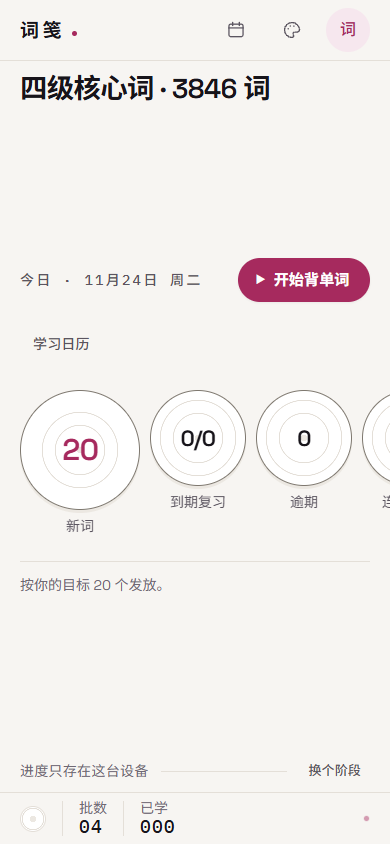 词笺
词
四级核心词 · 3846 词
今日 · 11月24日 周二
开始背单词
学习日历
20
0/0
0
新词
到期复习
逾期
按你的目标 20 个发放。
进度只存在这台设备
换个阶段
批数
04
已学
000